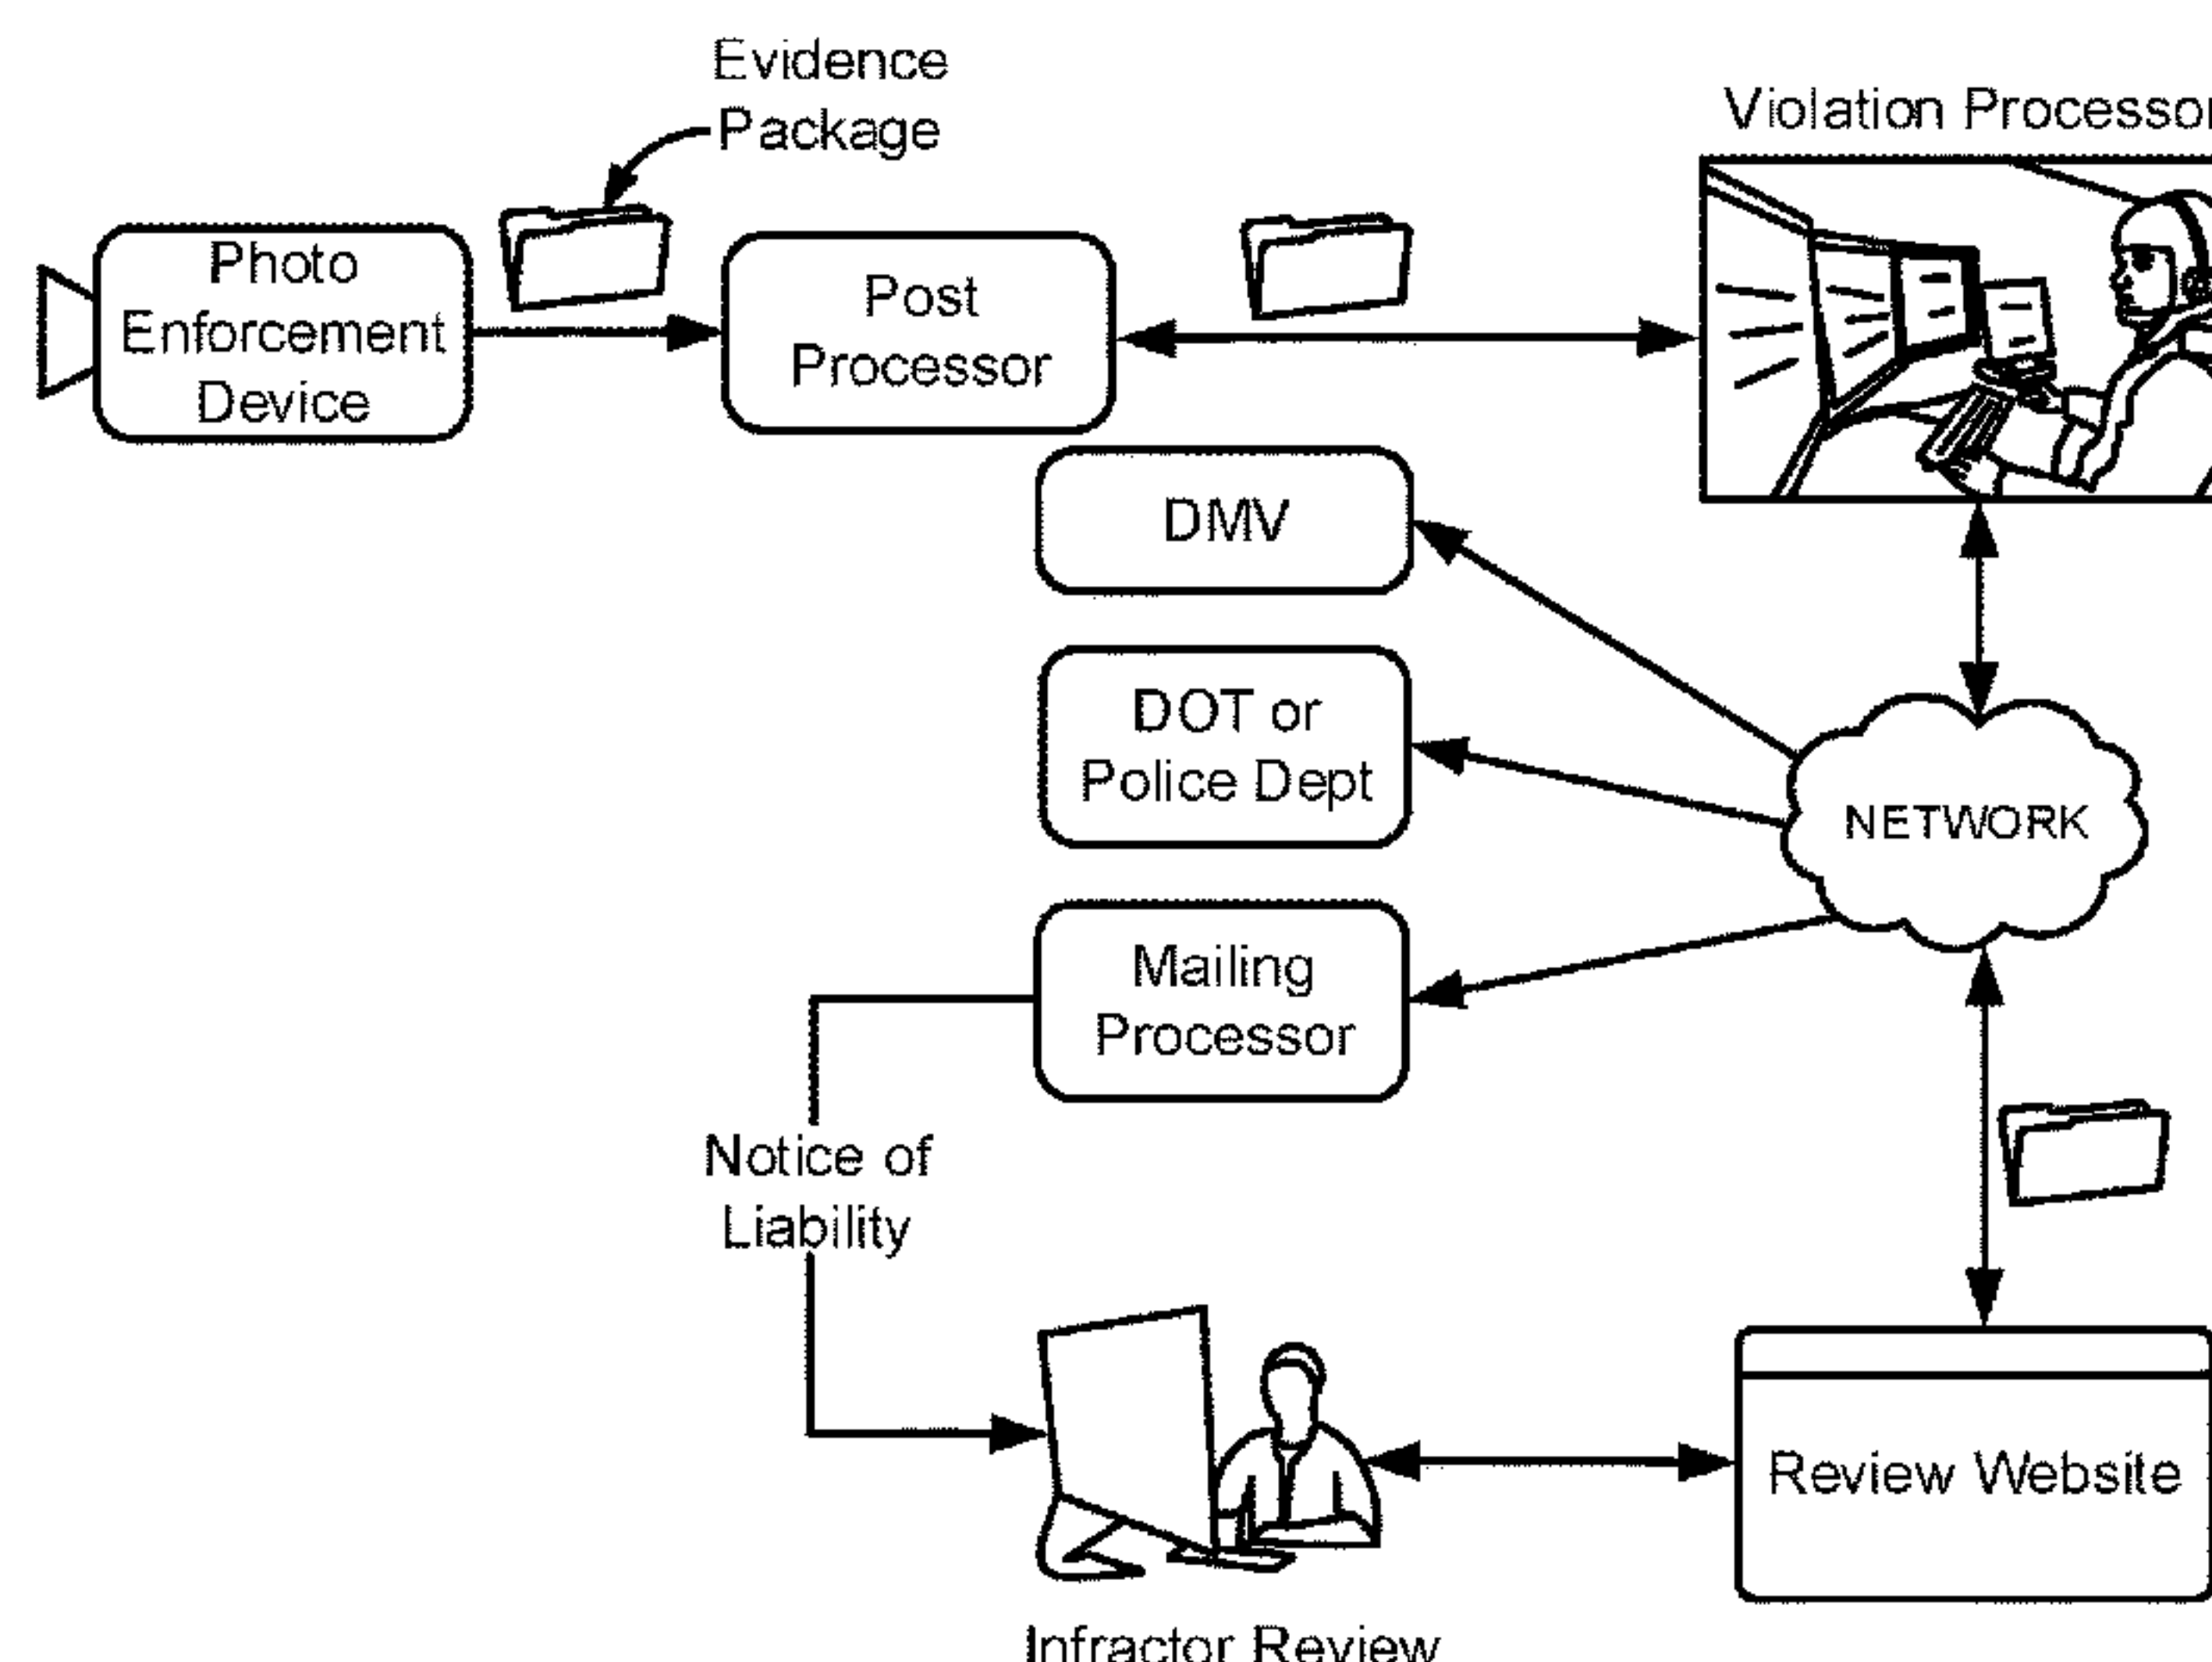 Evidence
Package
Violation Processor
Photo
Enforcement
Device
Post
Processor
DMV
DOT or
Police Dept
NETWORK
Mailing
Processor
Notice of
Liability
Review Website
Infractor Review